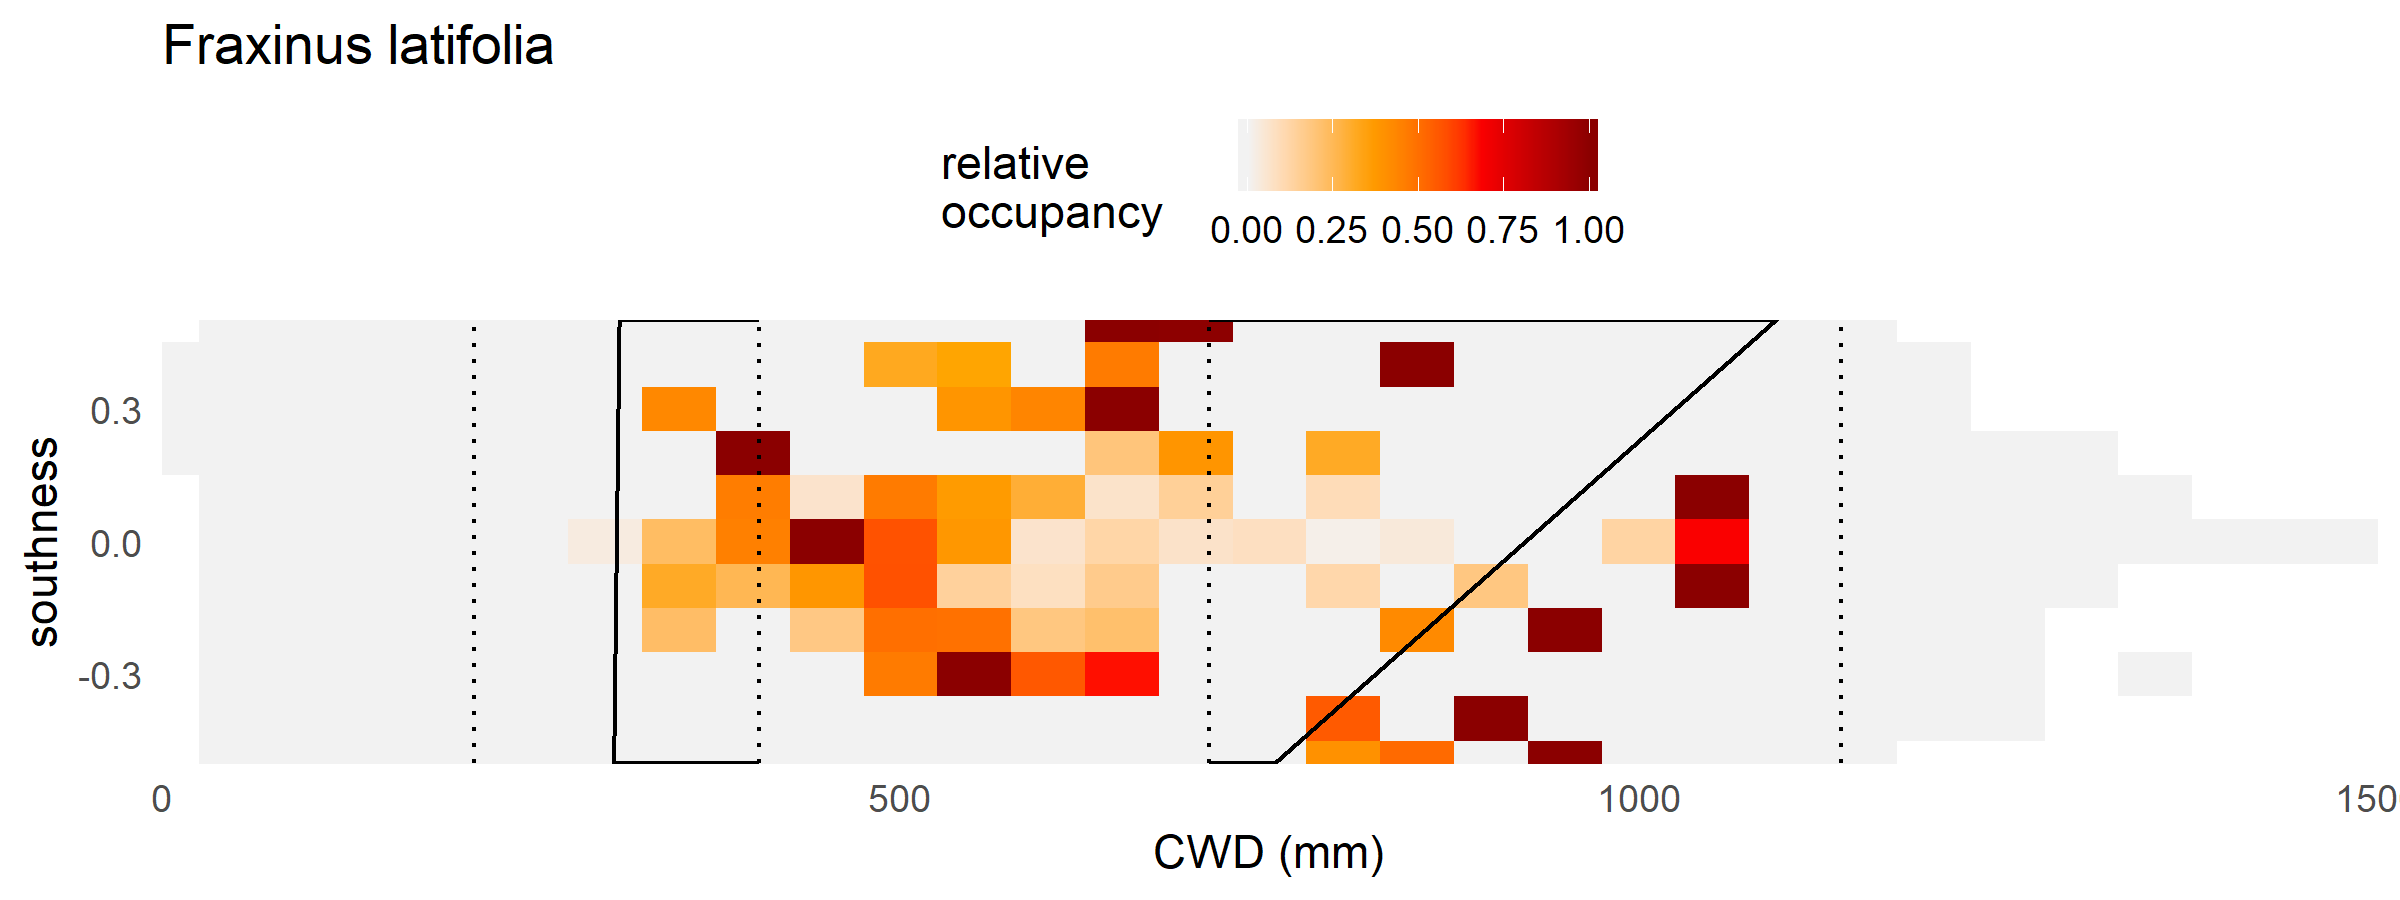 Fraxinus latifolia
relative
occupancy
0.00 0.25 0.50 0.75 1.00
0.3
0.0
-0.3
southness
0 500 1000 150
CWD (mm)